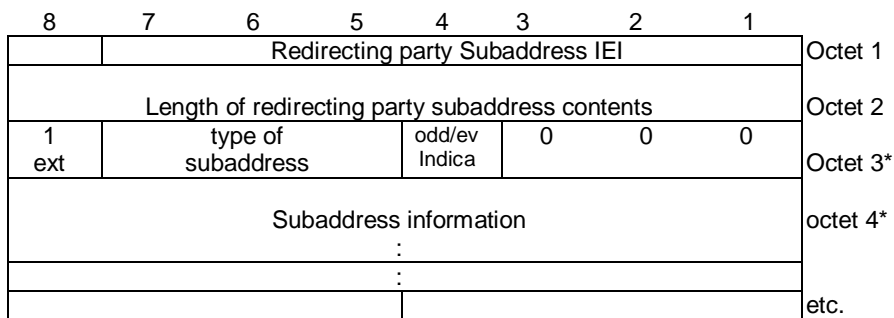 8 7 6 5 4 3 2 1
Redirecting party Subaddress IEI Octet 1
Length of redirecting party subaddress contents Octet 2
1 type of odd/ev 0 0 0
ext subaddress Indica Octet 3*
Subaddress information octet 4*
:
:
etc.